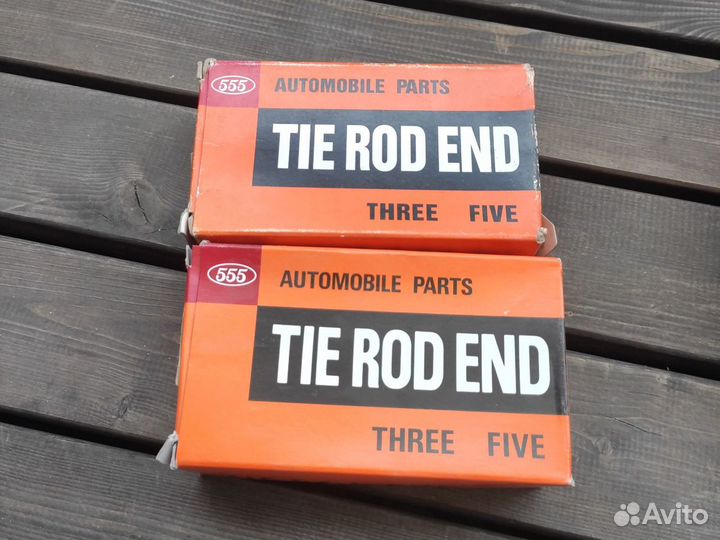 555
AUTOMOBILE PARTS
TIE ROD END
THREE FIVE
555
AUTOMOBILE PARTS
TIE ROD END
THREE FIVE
Avito